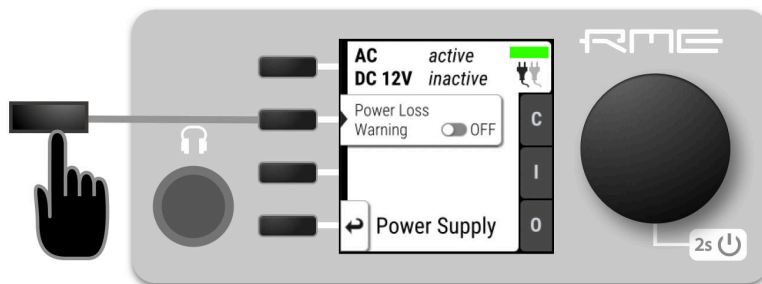 RME
AC active
DC 12V inactive
Power Loss
Warning OFF
C
I
Power Supply
O
2s